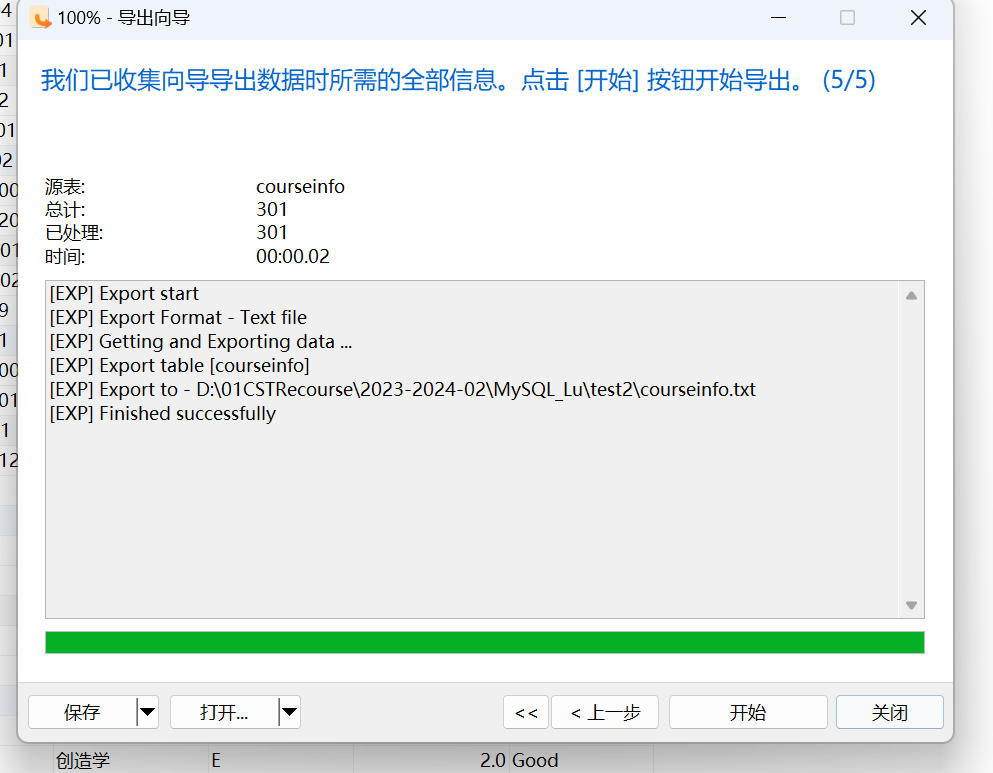 100% - 导出向导
我们已收集向导导出数据时所需的全部信息。点击 [开始] 按钮开始导出。 (5/5)
源表: courseinfo
总计: 301
已处理: 301
时间: 00:00.02
[EXP] Export start
[EXP] Export Format - Text file
[EXP] Getting and Exporting data ...
[EXP] Export table [courseinfo]
[EXP] Export to - D:\01CSTRecourse\2023-2024-02\MySQL_Lu\test2\courseinfo.txt
[EXP] Finished successfully
保存 打开... << < 上一步 开始 关闭
创造学 E 2.0 Good